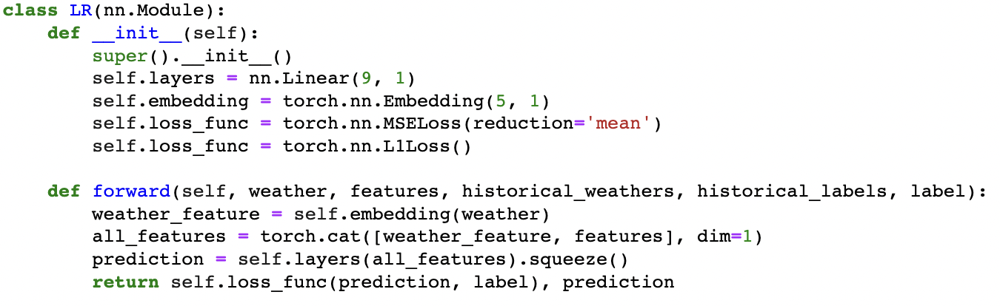 class LR(nn.Module):
    def __init__(self):
        super().__init__()
        self.layers = nn.Linear(9, 1)
        self.embedding = torch.nn.Embedding(5, 1)
        self.loss_func = torch.nn.MSELoss(reduction='mean')
        self.loss_func = torch.nn.L1Loss()

    def forward(self, weather, features, historical_weathers, historical_labels, label):
        weather_feature = self.embedding(weather)
        all_features = torch.cat([weather_feature, features], dim=1)
        prediction = self.layers(all_features).squeeze()
        return self.loss_func(prediction, label), prediction